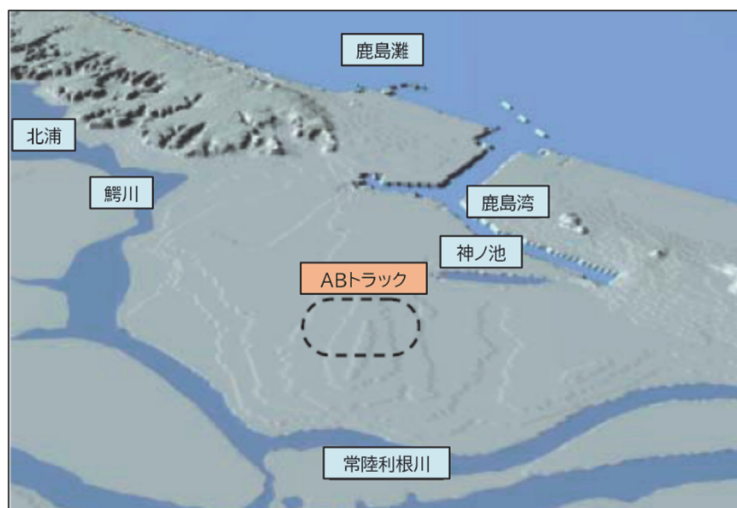 鹿島灘
北浦
鰐川
鹿島湾
神ノ池
ABトラック
常陸利根川